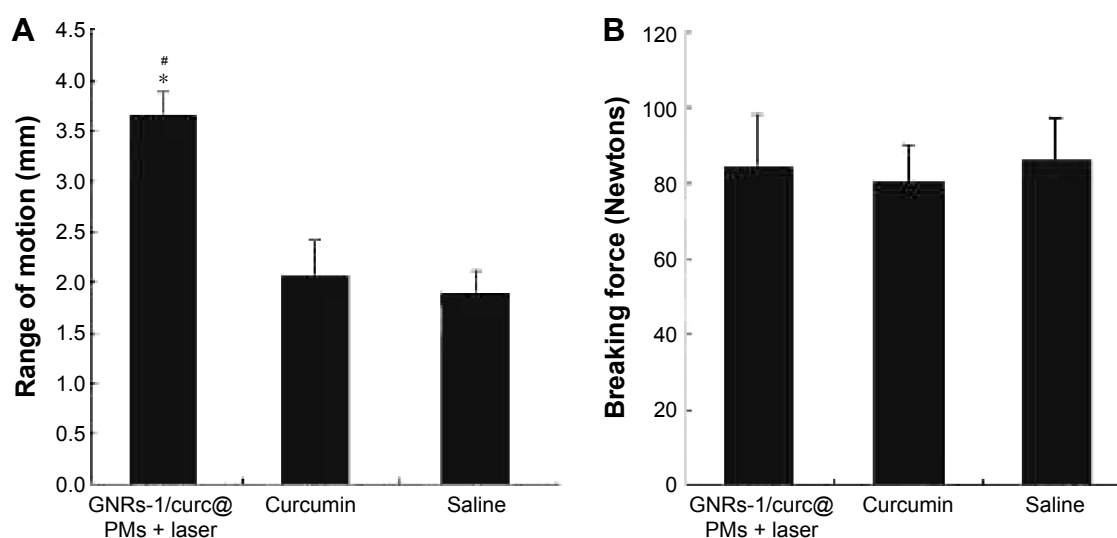 A
Range of motion (mm)
4.5
4.0
3.5
3.0
2.5
2.0
1.5
1.0
0.5
0.0
#
*
GNRs-1/curc@
PMs + laser
Curcumin
Saline
B
Breaking force (Newtons)
120
100
80
60
40
20
0
GNRs-1/curc@
PMs + laser
Curcumin
Saline